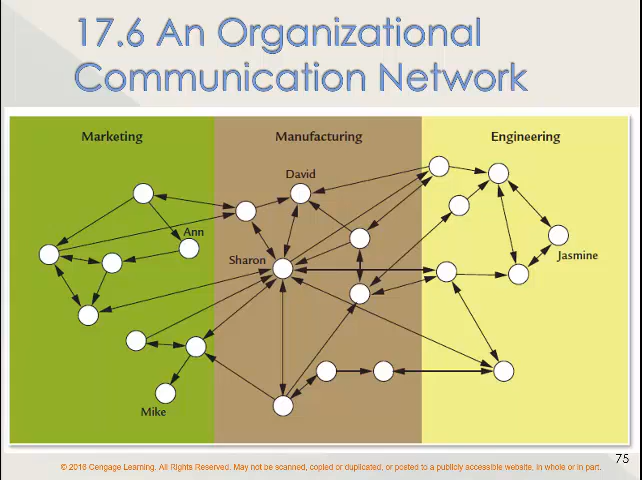 17.6 An Organizational
Communication Network
Marketing
Manufacturing
Engineering
David
Ann
Sharon
Jasmine
Mike
75
© 2016 Cengage Learning. All Rights Reserved. May not be scanned, copied or duplicated, or posted to a publicly accessible website, in whole or in part.